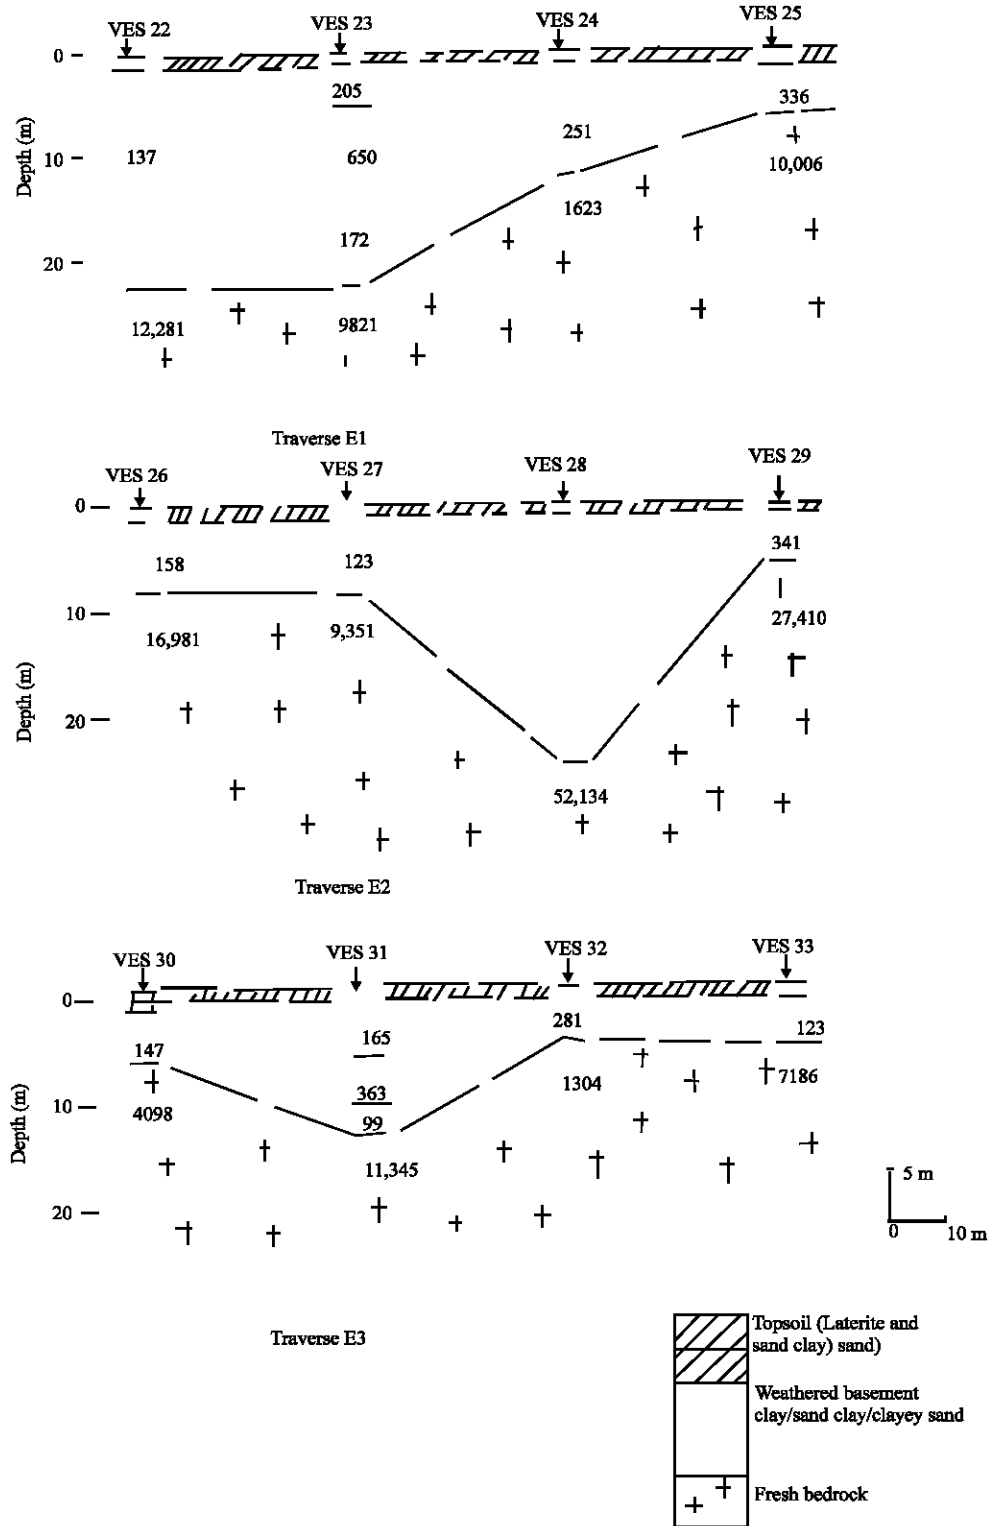 VES 22 VES 23 VES 24 VES 25
0
205 336
137 650 251 10,006
10
172 1623
20
12,281 9821
Depth (m)
Traverse E1
VES 26 VES 27 VES 28 VES 29
0
158 123 341
10
16,981 9,351 27,410
20
52,134
Depth (m)
Traverse E2
VES 30 VES 31 VES 32 VES 33
0
147 165 281 123
4098 363 1304 7186
10
99
11,345
20
Depth (m)
5 m
0 10 m
Traverse E3
Topsoil (Laterite and
sand clay) sand)
Weathered basement
clay/sand clay/clayey sand
Fresh bedrock